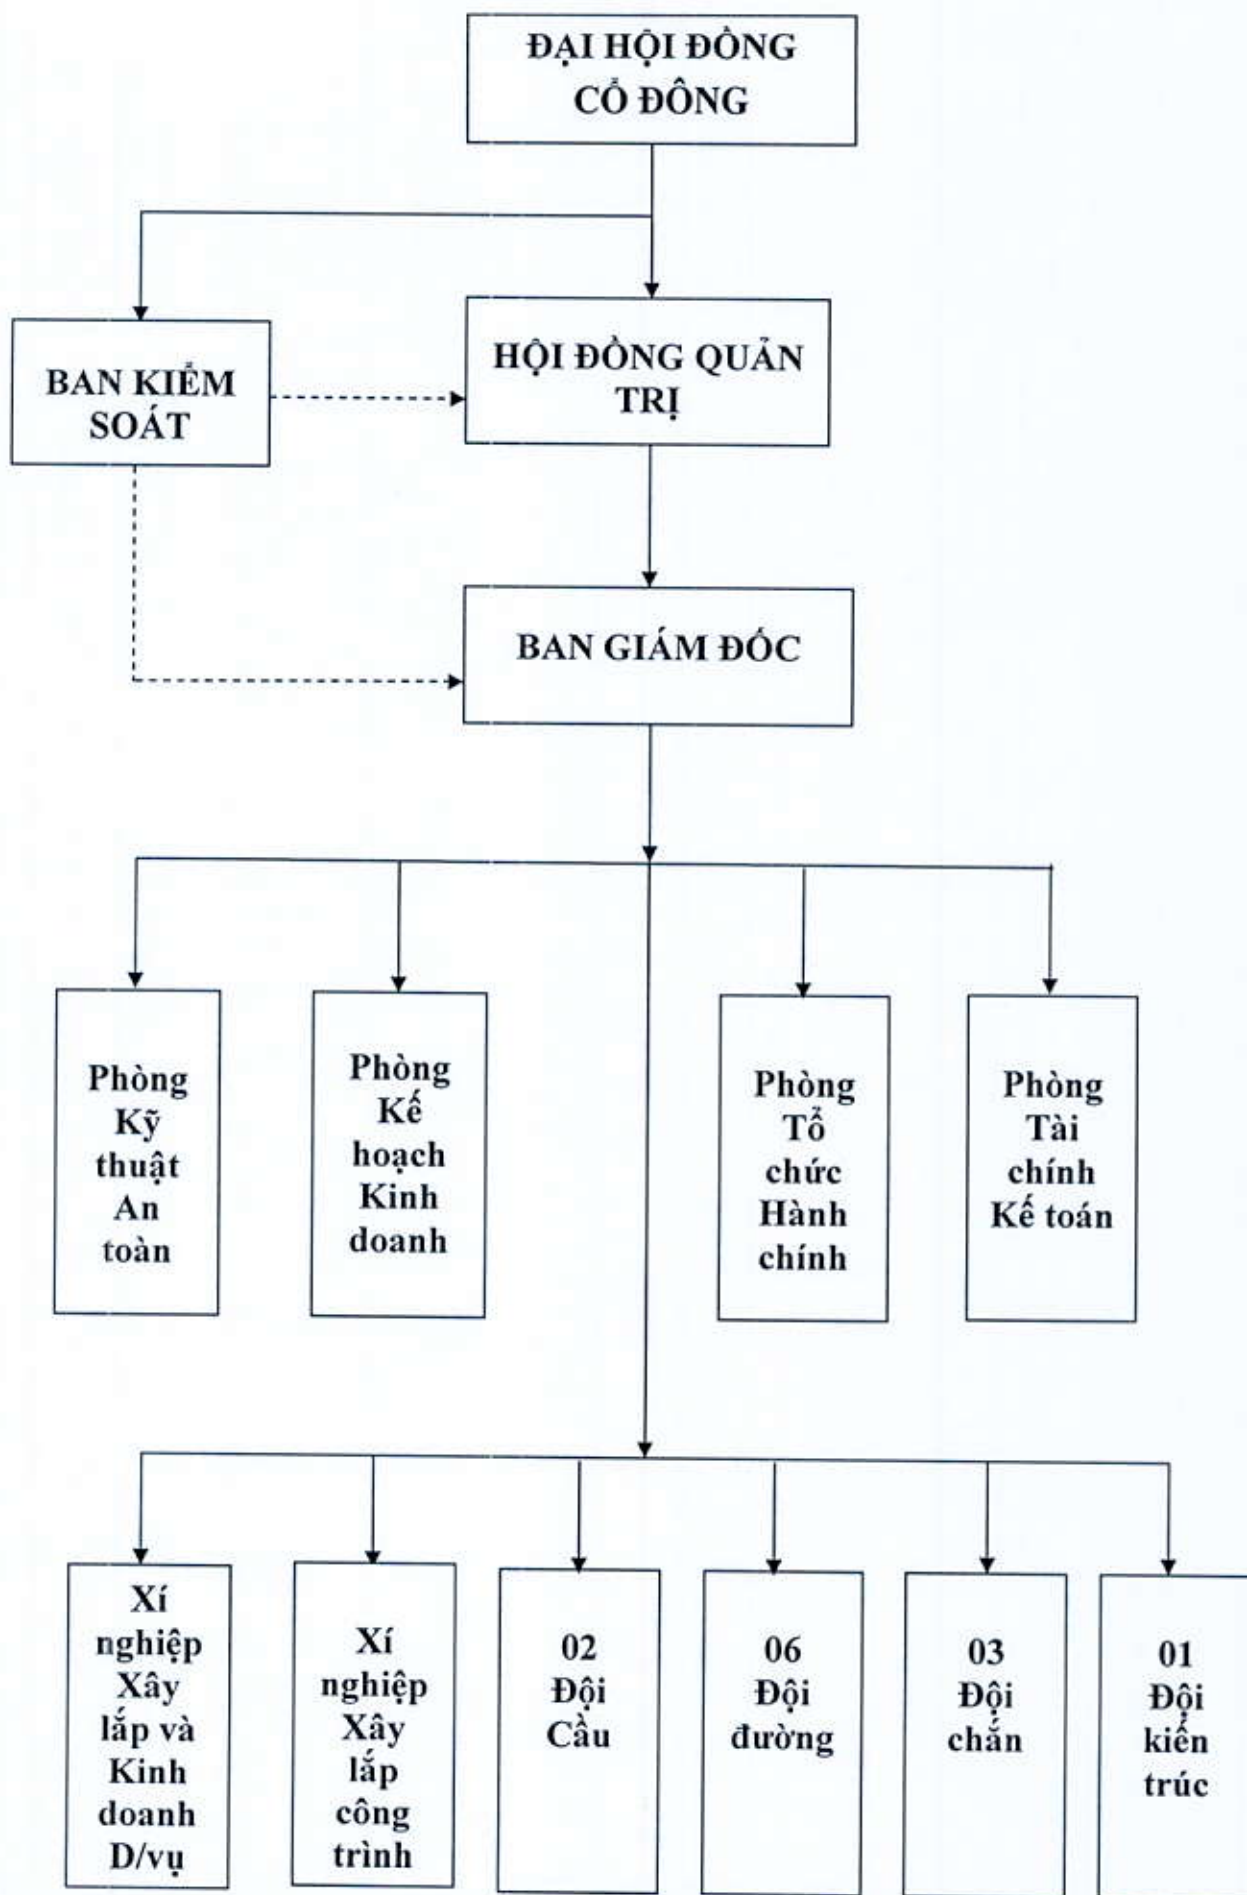 ĐẠI HỘI ĐỒNG
CỔ ĐÔNG
BAN KIỂM
SOÁT
HỘI ĐỒNG QUẢN
TRỊ
BAN GIÁM ĐỐC
Phòng
Kỹ
thuật
An
toàn
Phòng
Kế
hoạch
Kinh
doanh
Phòng
Tổ
chức
Hành
chính
Phòng
Tài
chính
Kế toán
Xí
nghiệp
Xây
lắp và
Kinh
doanh
D/vụ
Xí
nghiệp
Xây
lắp
công
trình
02
Đội
Cầu
06
Đội
đường
03
Đội
chắn
01
Đội
kiến
trúc